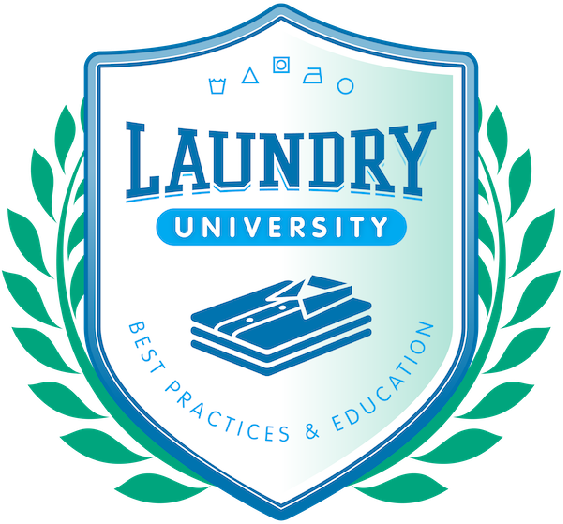 LAUNDRY
UNIVERSITY
BEST PRACTICES & EDUCATION